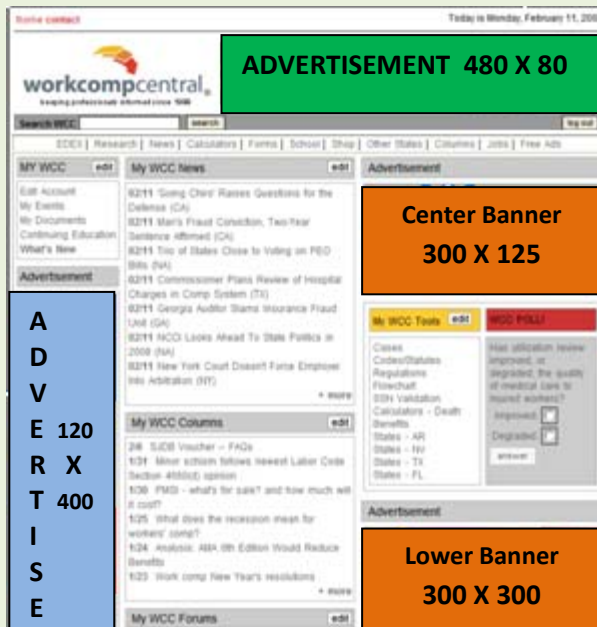 home contact
Today is Monday, February 11, 200
workcompcentral
keeping professionals informed since 1999
ADVERTISEMENT 480 X 80
Search WCC
search
log out
EDEX | Research | News | Calculators | Forms | School | Shop | Other States | Columns | Jobs | Free Ads
MY WCC edit
Edit Account
My Events
My Documents
Continuing Education
What's New
Advertisement
A
D
V
E 120
R X
T 400
I
S
E
My WCC News edit
02/11 'Going Chiro' Raises Questions for the
Defense (CA)
02/11 Man's Fraud Conviction, Two-Year
Sentence Affirmed (CA)
02/11 Trio of States Close to Voting on PEO
Bills (NA)
02/11 Commissioner Plans Review of Hospital
Charges in Comp System (TX)
02/11 Georgia Auditor Slams Insurance Fraud
Unit (GA)
02/11 NCCI Looks Ahead To State Politics in
2008 (NA)
02/11 New York Court Doesn't Force Employer
Into Arbitration (NY)
+ more
My WCC Columns edit
2/4 SJDB Voucher – FAQs
1/31 Minor schism follows newest Labor Code
Section opinion
1/30 PMSI - what's for sale? and how much will
it cost?
1/25 What does the recession mean for
workers' comp?
1/24 Analysis: AMA 6th Edition Would Reduce
Benefits
1/23 Work comp New Year's resolutions
+ more
My WCC Forums edit
Advertisement
Center Banner
300 X 125
My WCC Tools edit
Cases
Codes/Statutes
Regulations
Flowchart
SSN Validation
Calculators - Death
Benefits
States - AR
States - NV
States - TX
States - FL
WCC POLL!
Has utilization review
improved, or
degraded, the quality
of medical care to
injured workers?
Improved:
Degraded:
answer
Advertisement
Lower Banner
300 X 300